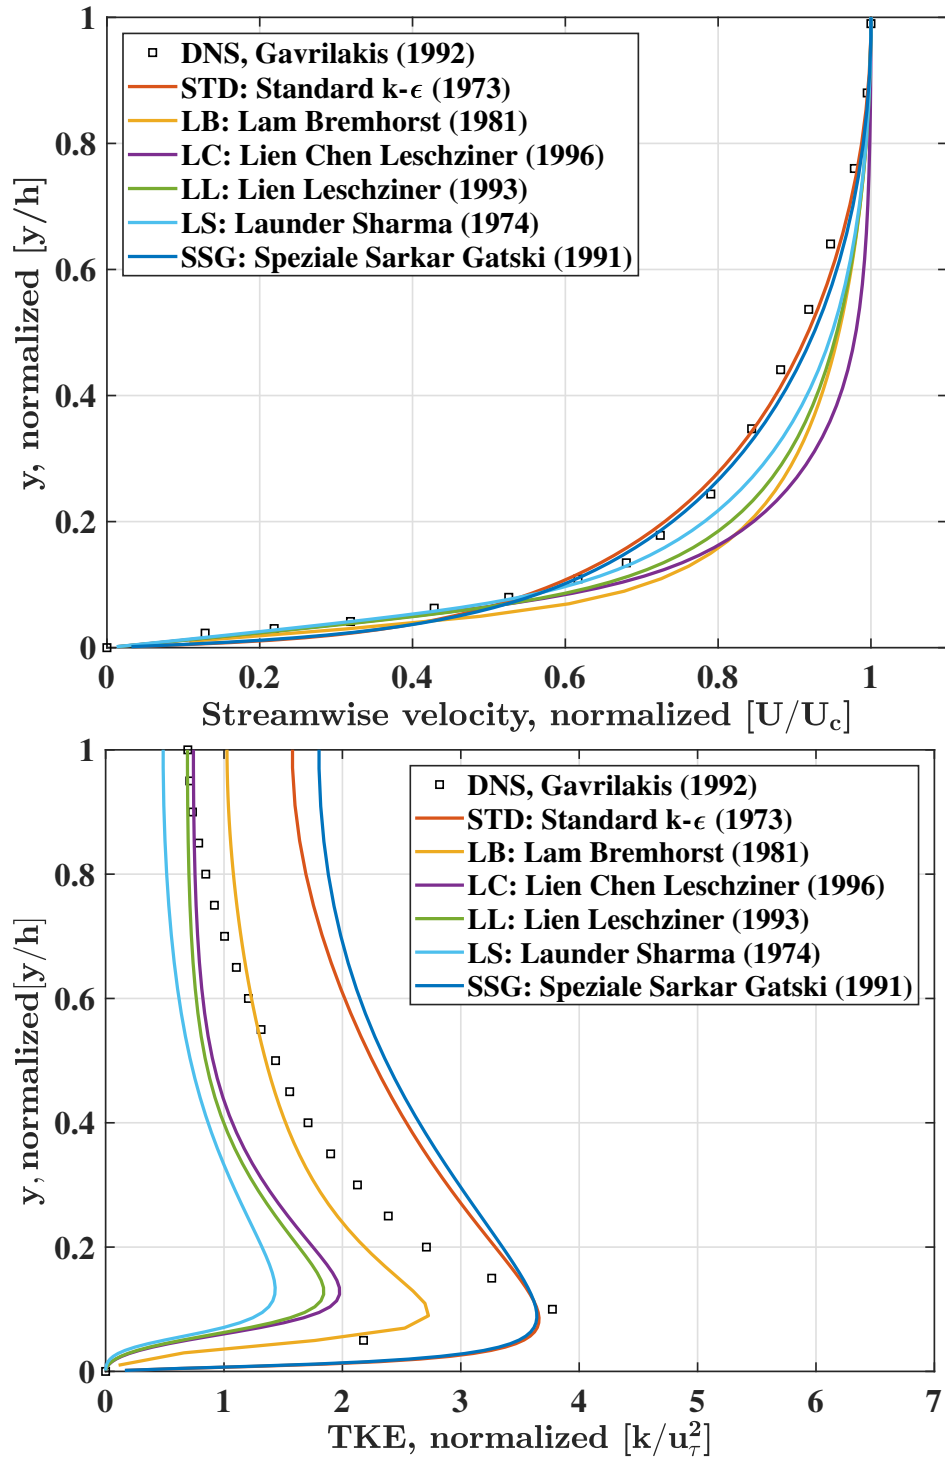 1
DNS, Gavrilakis (1992)
STD: Standard k-ϵ (1973)
LB: Lam Bremhorst (1981)
LC: Lien Chen Leschziner (1996)
LL: Lien Leschziner (1993)
LS: Launder Sharma (1974)
SSG: Speziale Sarkar Gatski (1991)
0.8
0.6
0.4
0.2
0
y, normalized [y/h]
0 0.2 0.4 0.6 0.8 1
Streamwise velocity, normalized [U/U_c]
1
DNS, Gavrilakis (1992)
STD: Standard k-ϵ (1973)
LB: Lam Bremhorst (1981)
LC: Lien Chen Leschziner (1996)
LL: Lien Leschziner (1993)
LS: Launder Sharma (1974)
SSG: Speziale Sarkar Gatski (1991)
0.8
0.6
0.4
0.2
0
y, normalized[y/h]
0 1 2 3 4 5 6 7
TKE, normalized [k/u_τ^2]